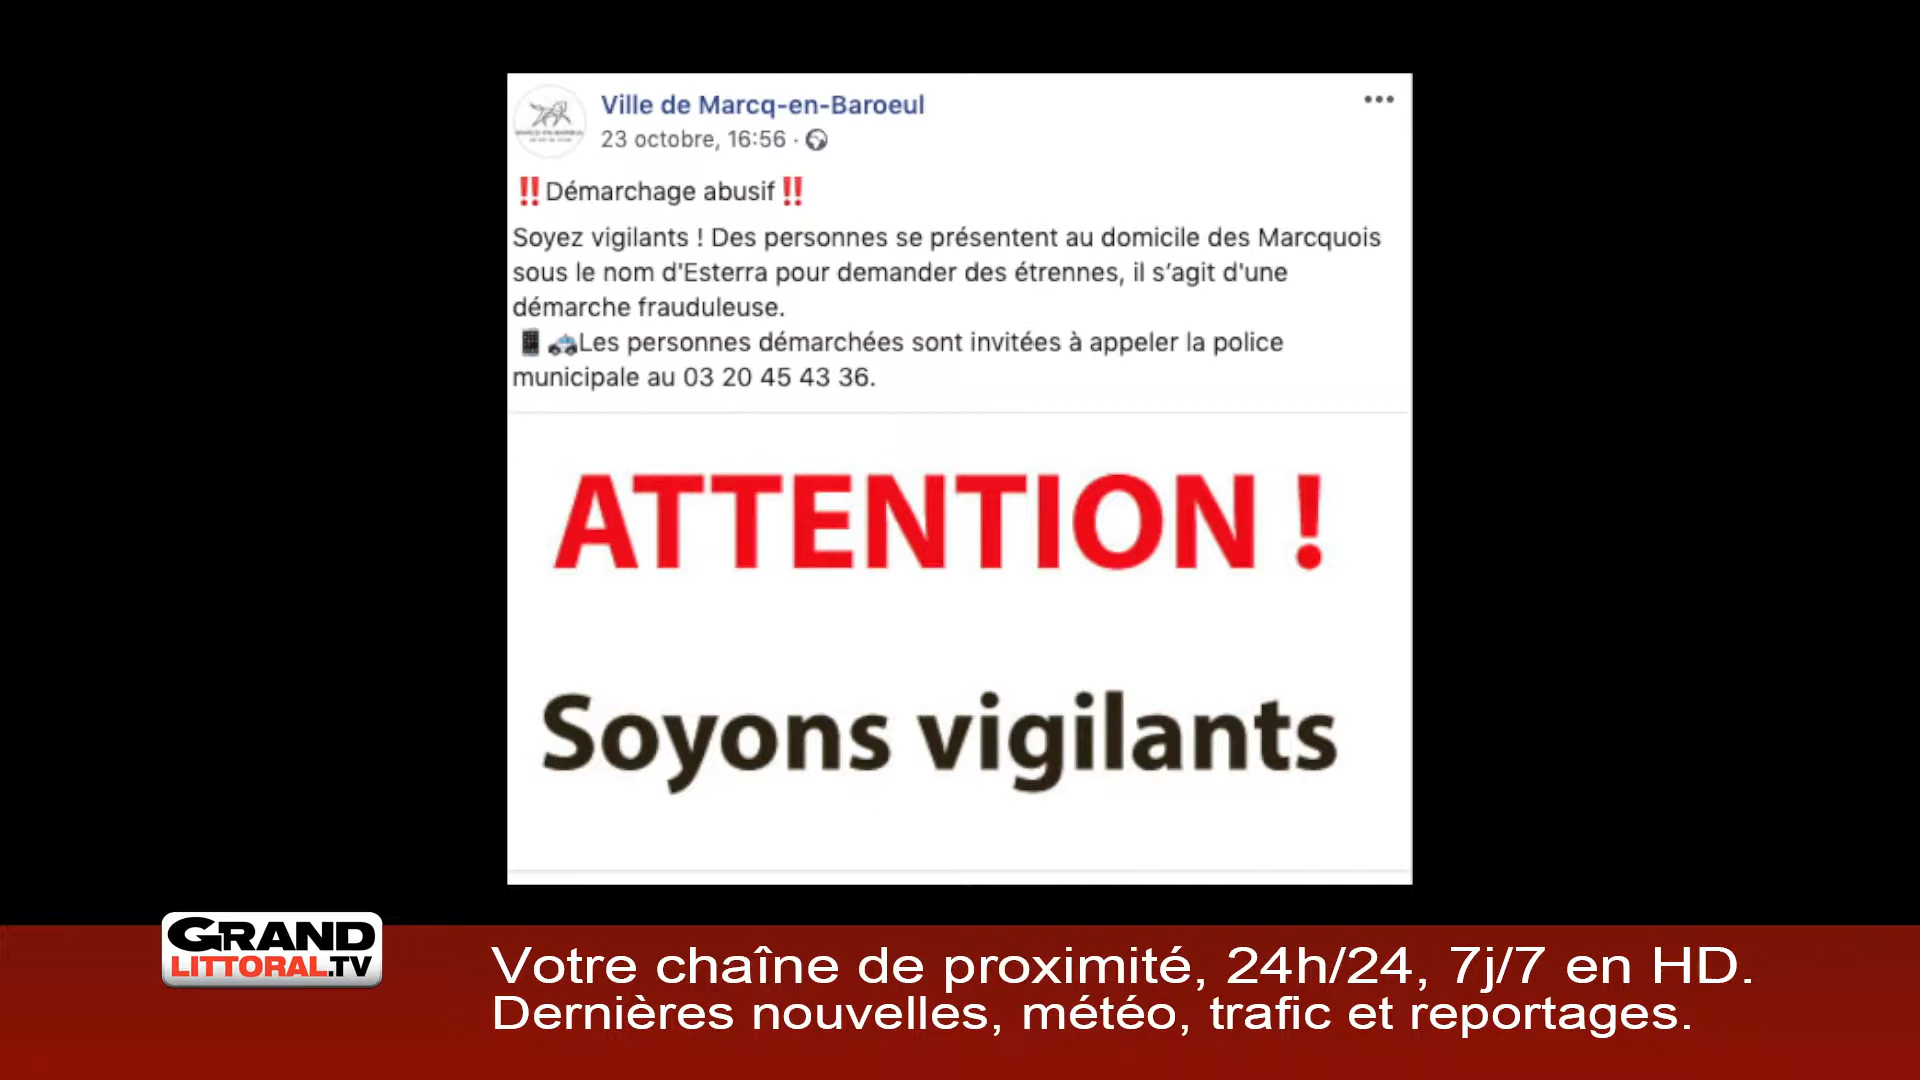 Ville de Marcq-en-Baroeul
23 octobre, 16:56 ·
‼Démarchage abusif‼
Soyez vigilants ! Des personnes se présentent au domicile des Marcquois
sous le nom d'Esterra pour demander des étrennes, il s’agit d'une
démarche frauduleuse.
📱🚓Les personnes démarchées sont invitées à appeler la police
municipale au 03 20 45 43 36.
ATTENTION !
Soyons vigilants
GRAND
LITTORAL.TV
Votre chaîne de proximité, 24h/24, 7j/7 en HD.
Dernières nouvelles, météo, trafic et reportages.